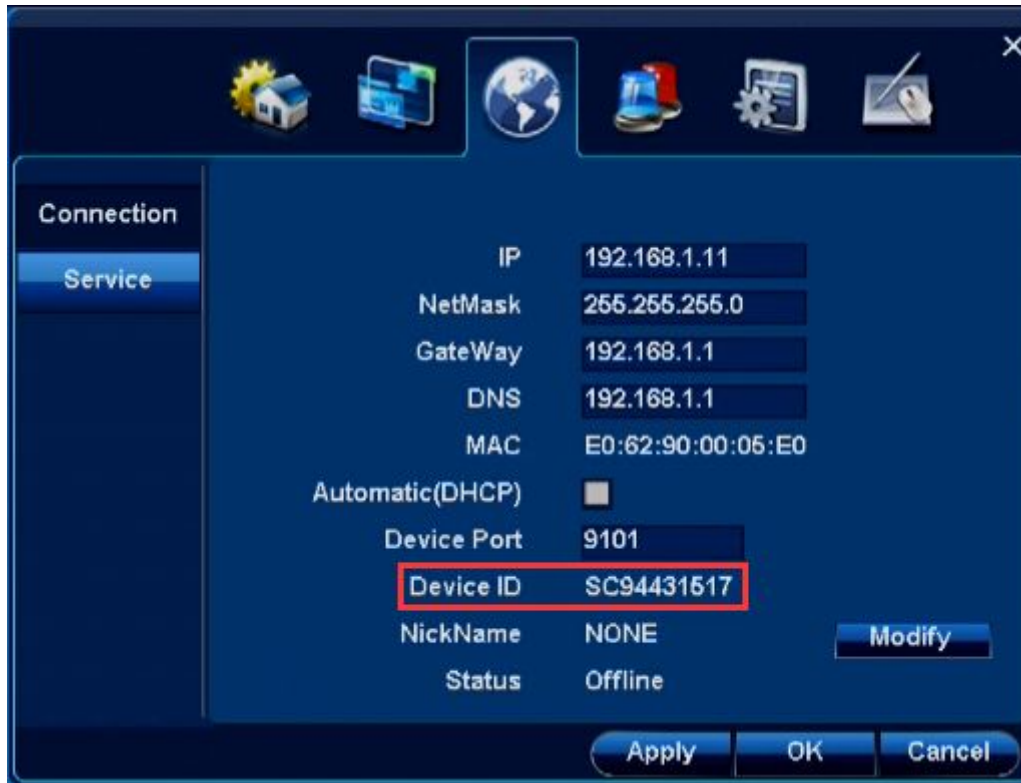 Connection
Service
IP 192.168.1.11
NetMask 255.255.255.0
GateWay 192.168.1.1
DNS 192.168.1.1
MAC E0:62:90:00:05:E0
Automatic(DHCP)
Device Port 9101
Device ID SC94431517
NickName NONE Modify
Status Offline
Apply OK Cancel